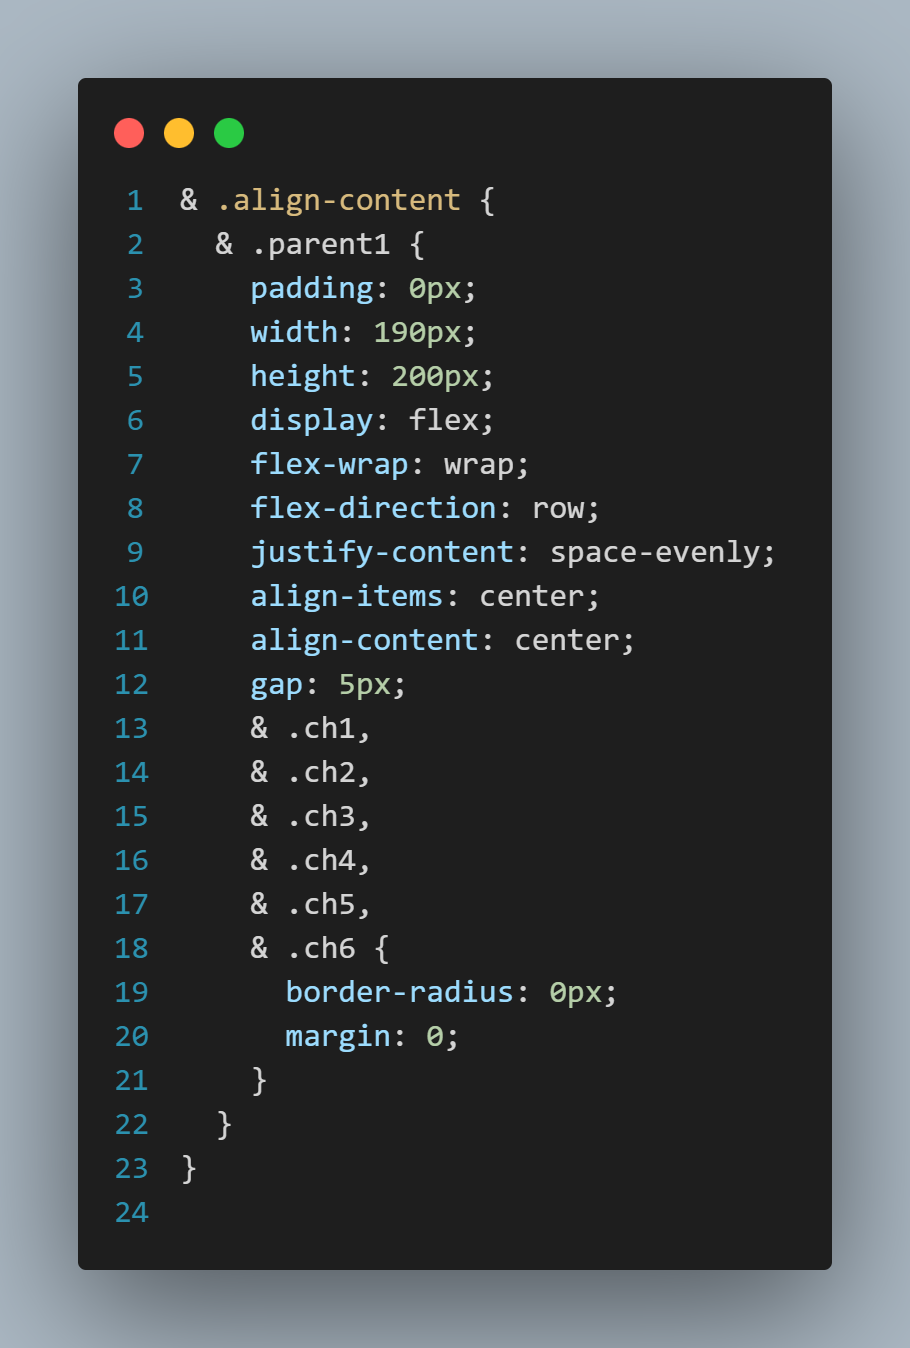 1 & .align-content {
2   & .parent1 {
3     padding: 0px;
4     width: 190px;
5     height: 200px;
6     display: flex;
7     flex-wrap: wrap;
8     flex-direction: row;
9     justify-content: space-evenly;
10     align-items: center;
11     align-content: center;
12     gap: 5px;
13     & .ch1,
14     & .ch2,
15     & .ch3,
16     & .ch4,
17     & .ch5,
18     & .ch6 {
19       border-radius: 0px;
20       margin: 0;
21     }
22   }
23 }
24